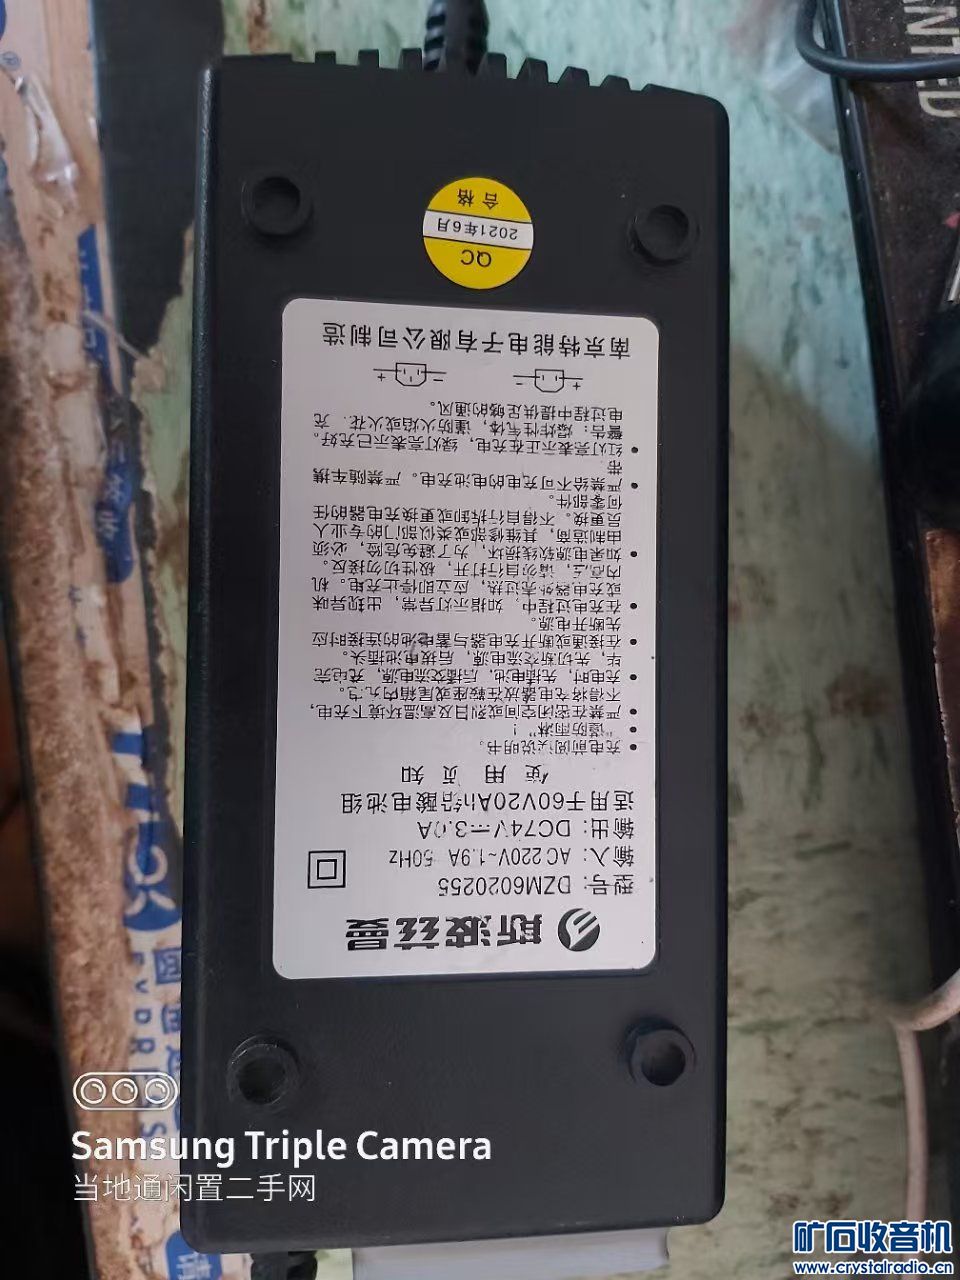 斯波兹曼
型号：DZM6020255
输入：AC220V~1.9A 50Hz
输出：DC74V⎓3.0A
适用于60V20Ah铅酸电池组
使用须知
• 充电前阅读说明书。
• “谨防雨淋”！
• 严禁在密闭空间或烈日及高温环境下充电，
不得将充电器放在鞍座或尾箱内充电。
• 充电时，先插电池，后插交流电源，充电完
毕，先切断交流电源，后拔电池插头。
• 在接通或断开充电器与蓄电池的连接时应
先断开电源。
• 在充电过程中，如指示灯异常，出现异味
或充电器外壳过热，应立即停止充电。机
内高压，请勿自行打开，极性切勿接反。
• 如果电源软线损坏，为了避免危险，必须
由制造商，其维修部或类似部门的专业人
员更换。不得自行拆卸或更换充电器的任
何零部件。
• 严禁给不可充电的电池充电。严禁随车携
带.
• 红灯亮表示正在充电，绿灯亮表示已充好。
警告：爆炸性气体，谨防火焰或火花. 充
电过程中提供足够的通风。
+ −
− +
南京特能电子有限公司制造
QC
2021年6月
合格
NTED
Samsung Triple Camera
当地通闲置二手网
矿石收音机
www.crystalradio.cn